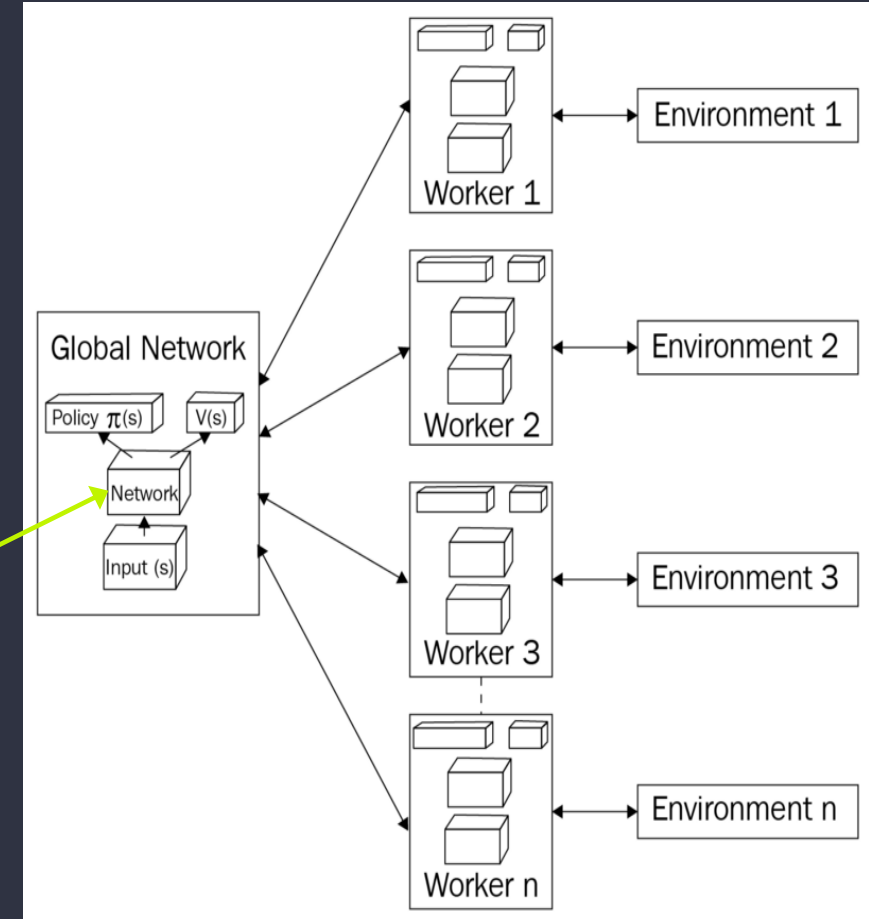 Global Network
Policy π(s)
V(s)
Network
Input (s)
Worker 1
Environment 1
Worker 2
Environment 2
Worker 3
Environment 3
Worker n
Environment n